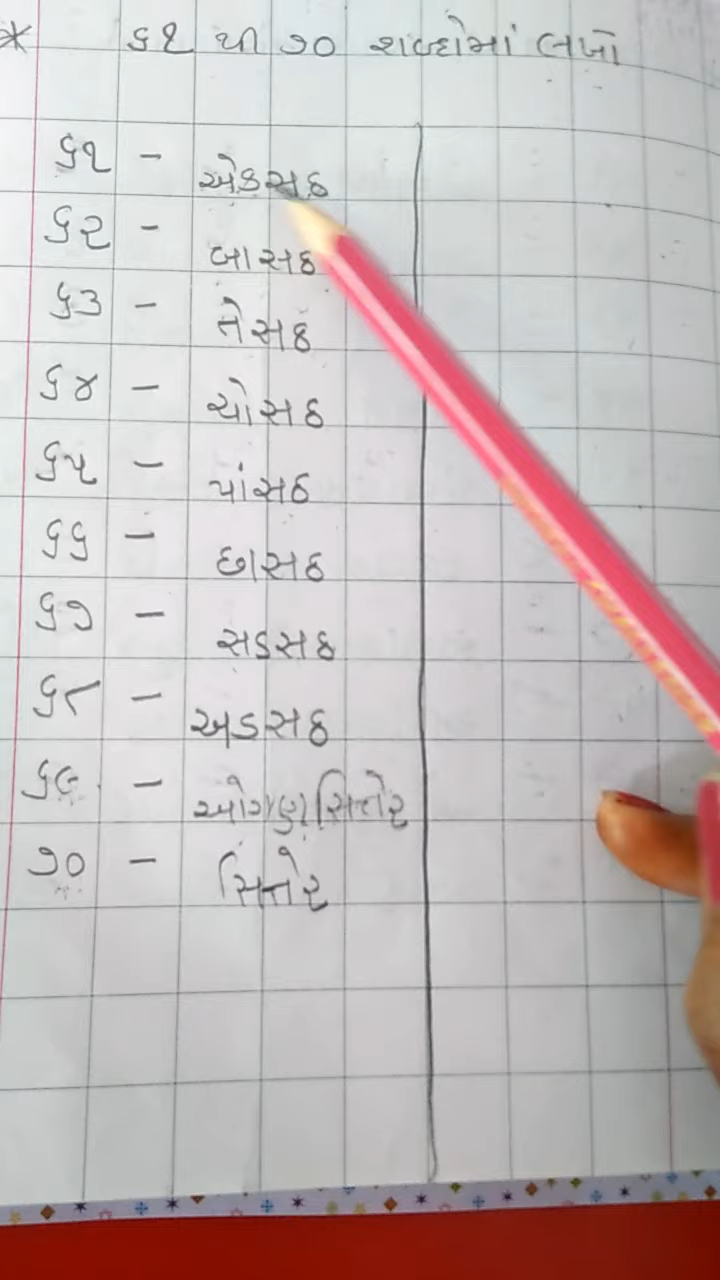 * ૬૧ થી ૭૦ શબ્દોમાં લખો
૬૧ - એકસઠ
૬૨ - બાસઠ
૬૩ - તેસઠ
૬૪ - ચોસઠ
૬૫ - પાંસઠ
૬૬ - છાસઠ
૬૭ - સડસઠ
૬૮ - અડસઠ
૬૯ - ઓગણસિત્તેર
૭૦ - સિત્તેર